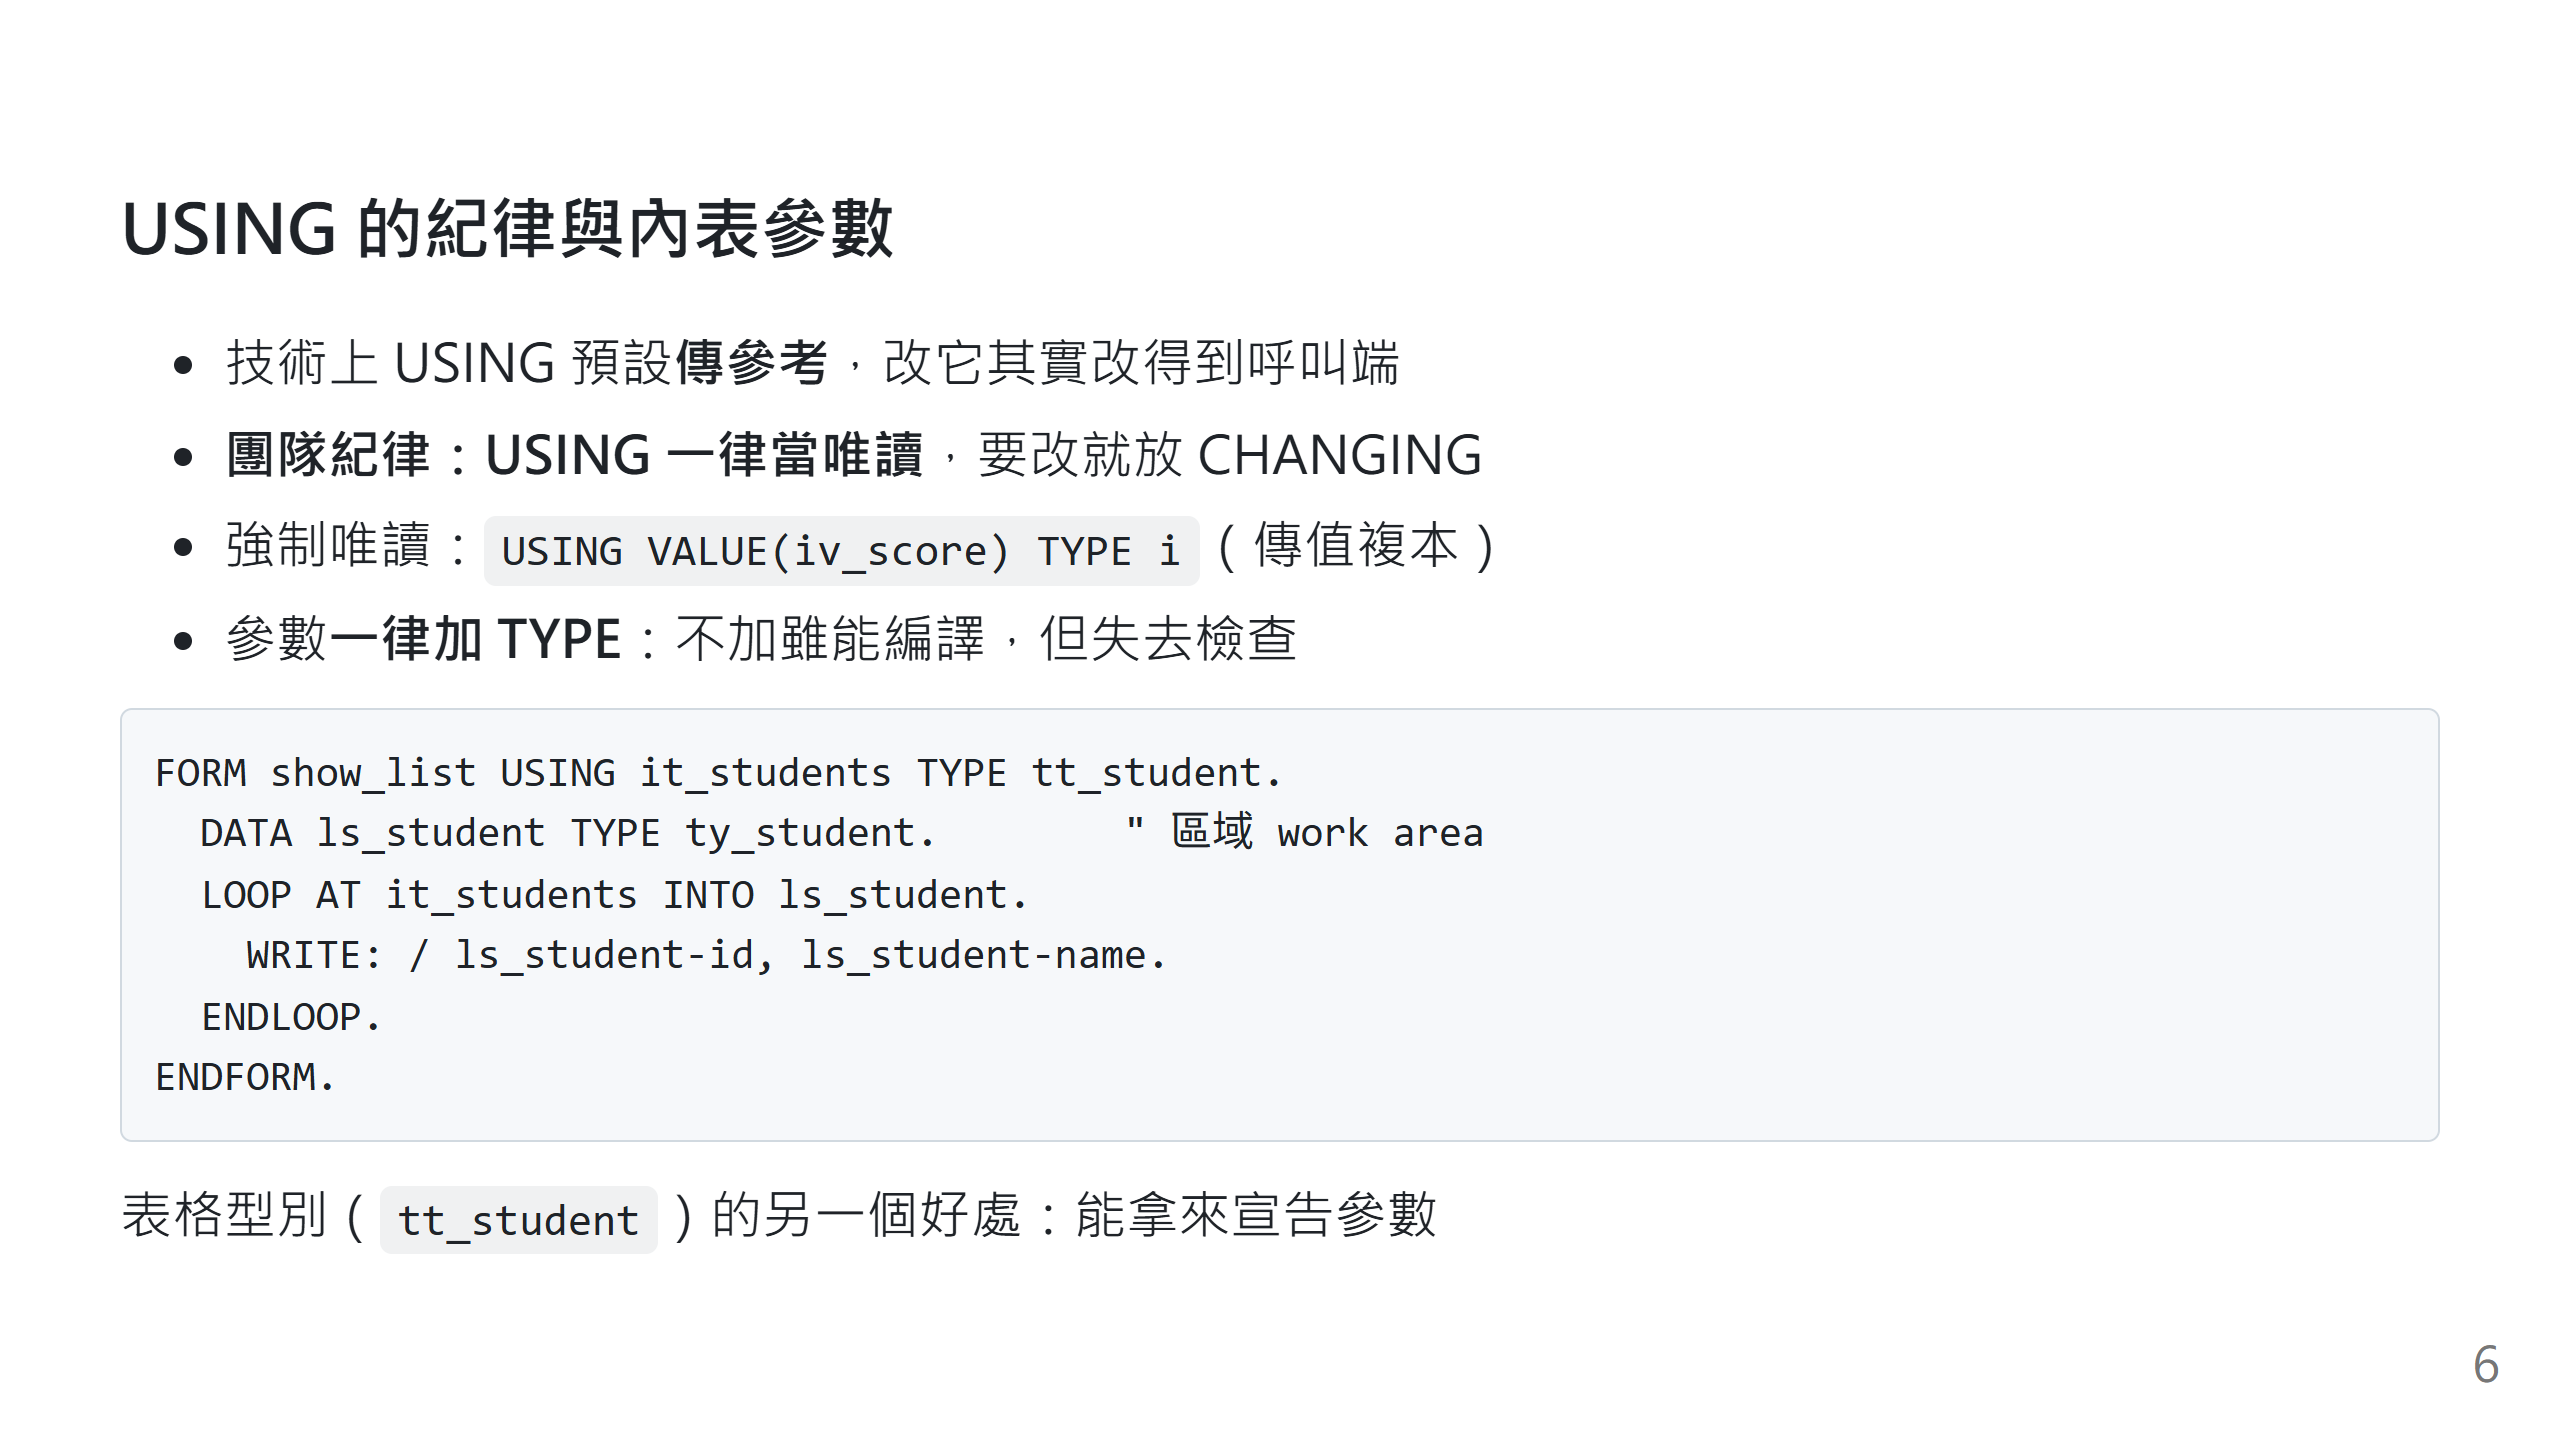 USING 的紀律與內表參數
• 技術上 USING 預設傳參考，改它其實改得到呼叫端
• 團隊紀律：USING 一律當唯讀，要改就放 CHANGING
• 強制唯讀：USING VALUE(iv_score) TYPE i（傳值複本）
• 參數一律加 TYPE：不加雖能編譯，但失去檢查
FORM show_list USING it_students TYPE tt_student.
  DATA ls_student TYPE ty_student.        " 區域 work area
  LOOP AT it_students INTO ls_student.
    WRITE: / ls_student-id, ls_student-name.
  ENDLOOP.
ENDFORM.
表格型別（tt_student）的另一個好處：能拿來宣告參數
6